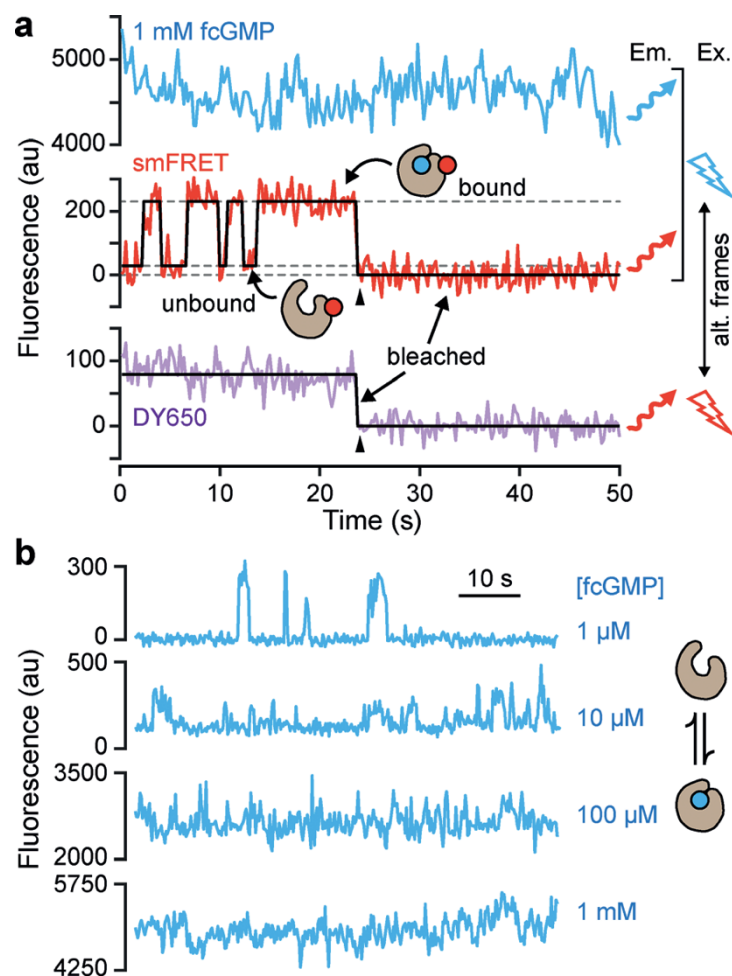 a
1 mM fcGMP
Em. Ex.
5000
4000
Fluorescence (au)
smFRET
bound
200
0
unbound
alt. frames
bleached
100
0
DY650
0 10 20 30 40 50
Time (s)
b
300
10 s
[fcGMP]
0
1 µM
Fluorescence (au)
500
0
10 µM
3500
2000
100 µM
5750
4250
1 mM